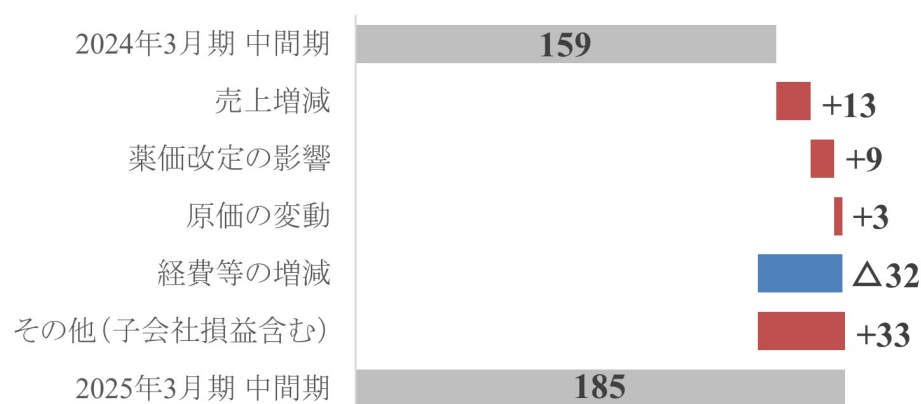 2024年3月期 中間期 159
売上増減 +13
薬価改定の影響 +9
原価の変動 +3
経費等の増減 △32
その他(子会社損益含む) +33
2025年3月期 中間期 185